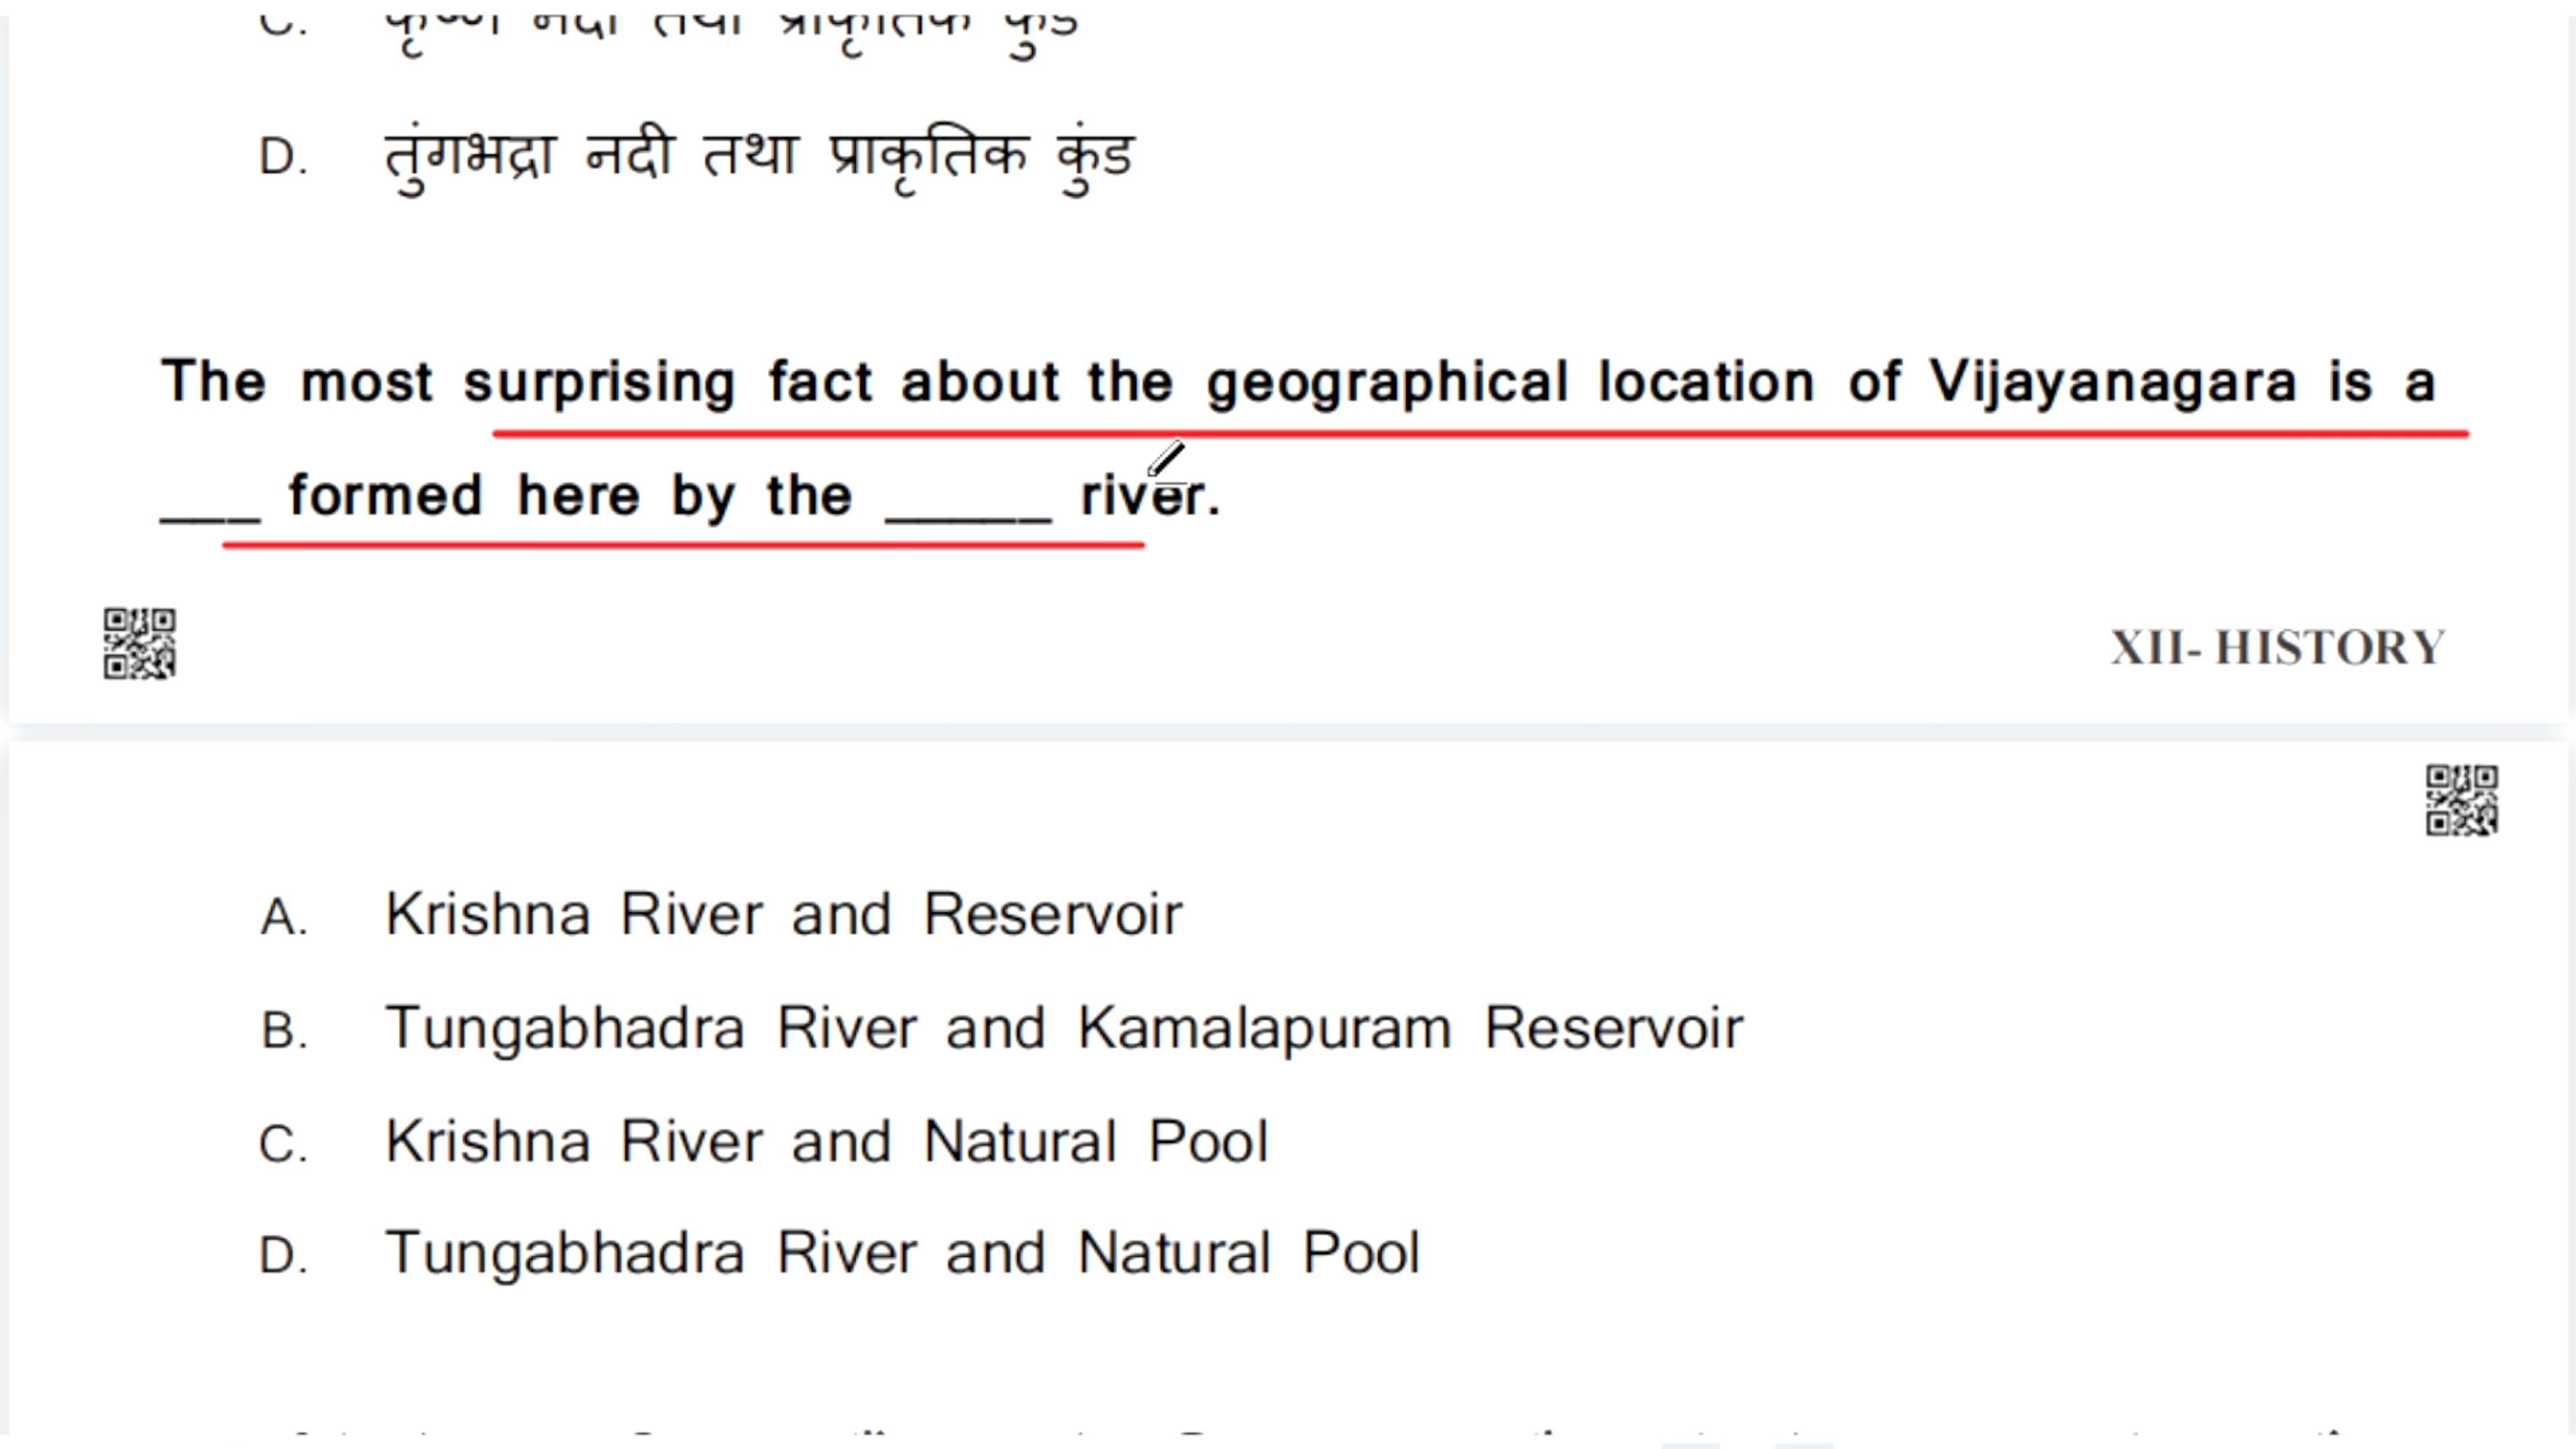 C. कृष्णा नदी तथा प्राकृतिक कुंड
D. तुंगभद्रा नदी तथा प्राकृतिक कुंड
The most surprising fact about the geographical location of Vijayanagara is a
___ formed here by the _____ river.
XII- HISTORY
A. Krishna River and Reservoir
B. Tungabhadra River and Kamalapuram Reservoir
C. Krishna River and Natural Pool
D. Tungabhadra River and Natural Pool